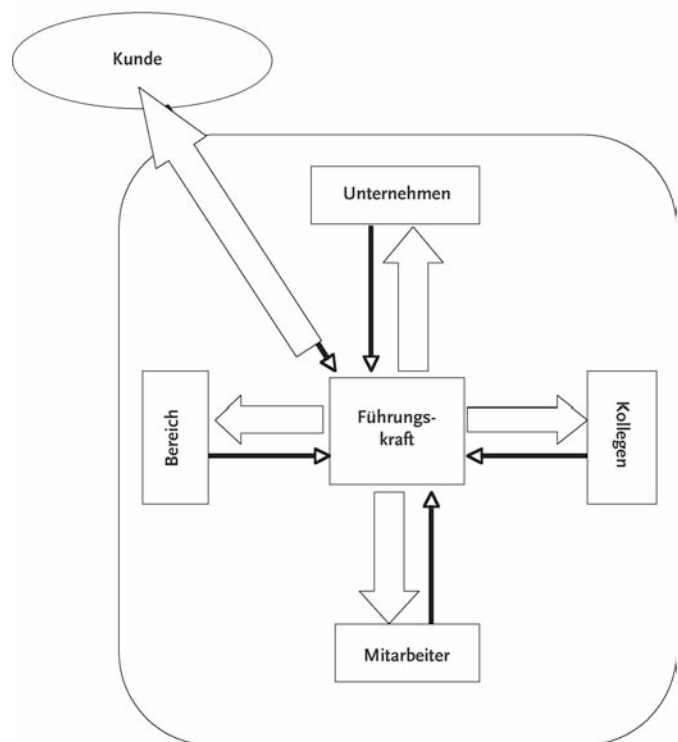 Kunde
Unternehmen
Führungs-
kraft
Bereich
Kollegen
Mitarbeiter